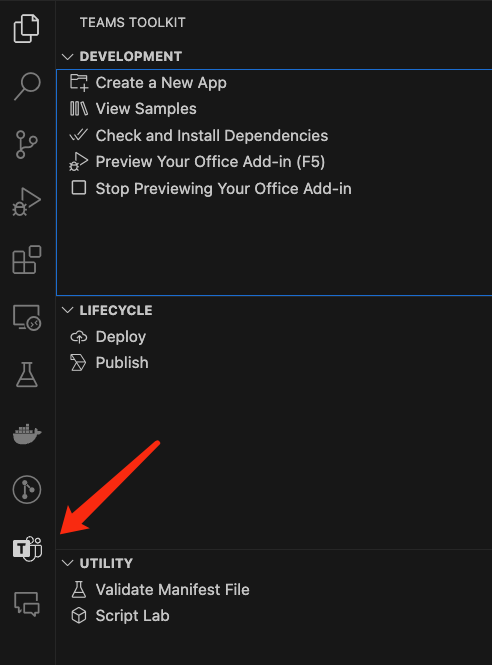 TEAMS TOOLKIT
DEVELOPMENT
Create a New App
View Samples
Check and Install Dependencies
Preview Your Office Add-in (F5)
Stop Previewing Your Office Add-in
LIFECYCLE
Deploy
Publish
T
UTILITY
Validate Manifest File
Script Lab